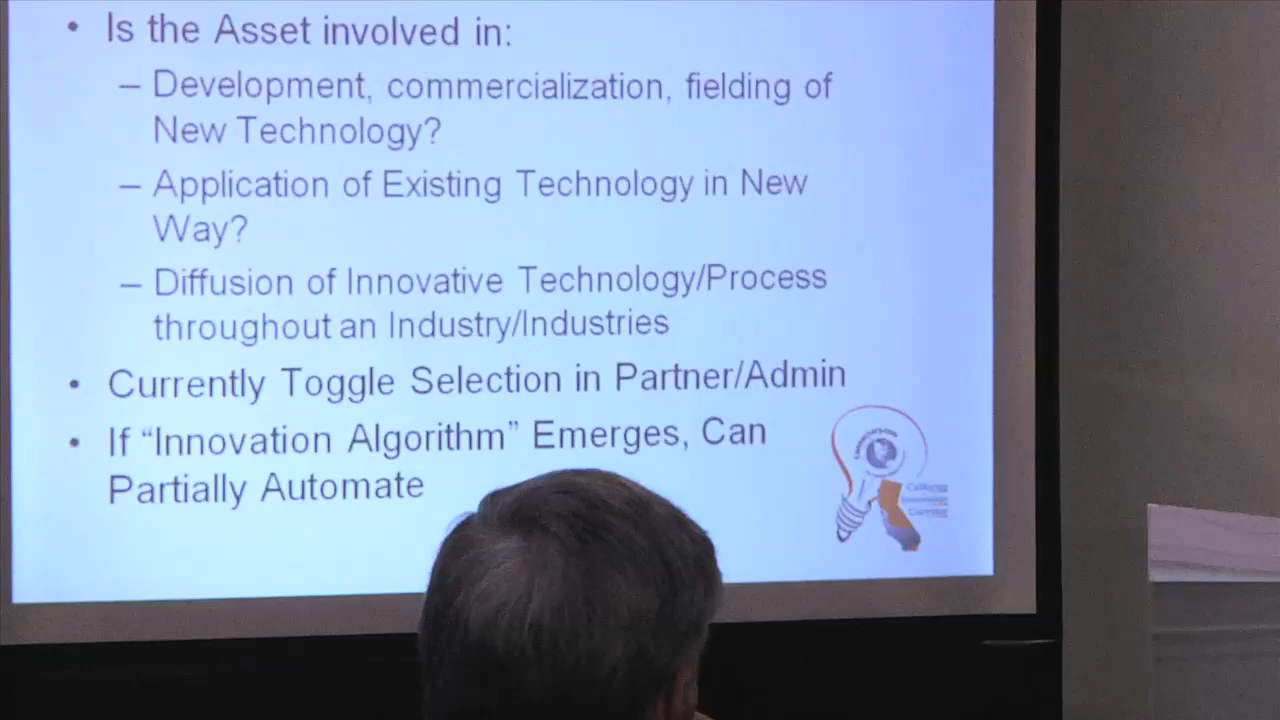 • Is the Asset involved in:
– Development, commercialization, fielding of
New Technology?
– Application of Existing Technology in New
Way?
– Diffusion of Innovative Technology/Process
throughout an Industry/Industries
• Currently Toggle Selection in Partner/Admin
• If “Innovation Algorithm” Emerges, Can
Partially Automate